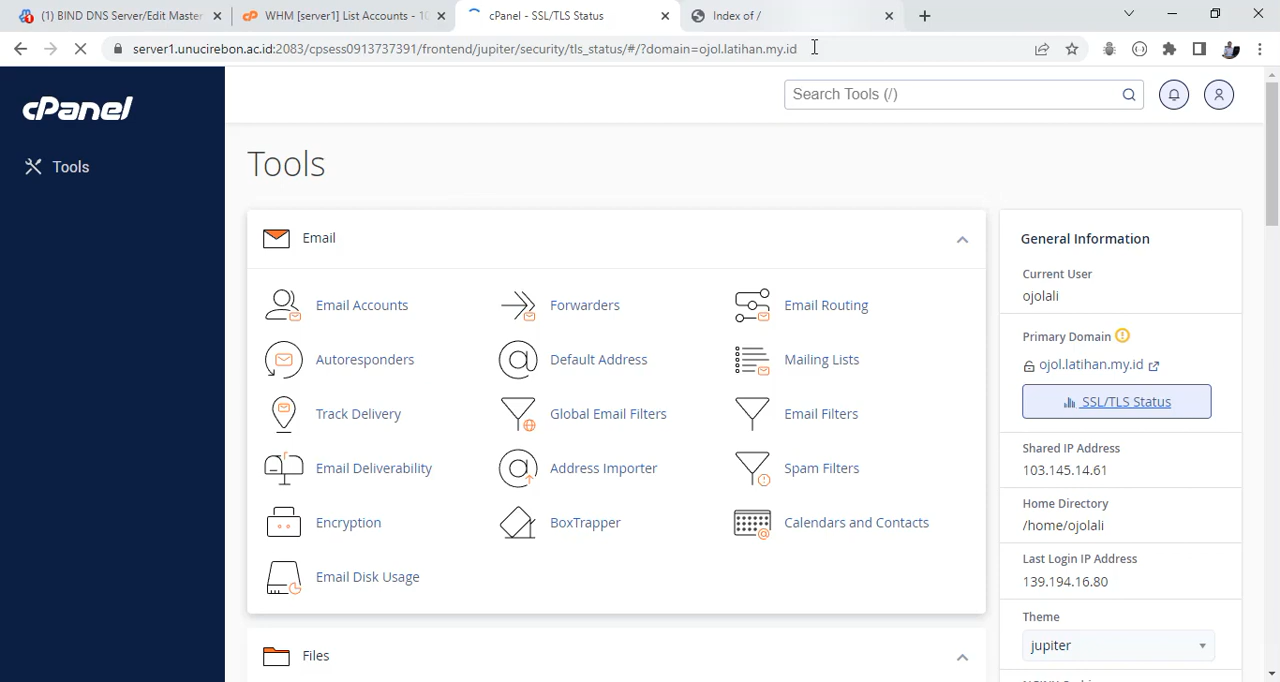 (1) BIND DNS Server/Edit Master
WHM [server1] List Accounts - 10
cPanel - SSL/TLS Status
Index of /
server1.unucirebon.ac.id:2083/cpsess0913737391/frontend/jupiter/security/tls_status/#/?domain=ojol.latihan.my.id
cPanel
Search Tools (/)
Tools
Tools
Email
General Information
Email Accounts
Forwarders
Email Routing
Current User
ojolali
Autoresponders
Default Address
Mailing Lists
Primary Domain
ojol.latihan.my.id
Track Delivery
Global Email Filters
Email Filters
SSL/TLS Status
Email Deliverability
Address Importer
Spam Filters
Shared IP Address
103.145.14.61
Encryption
BoxTrapper
Calendars and Contacts
Home Directory
/home/ojolali
Email Disk Usage
Last Login IP Address
139.194.16.80
Theme
jupiter
Files